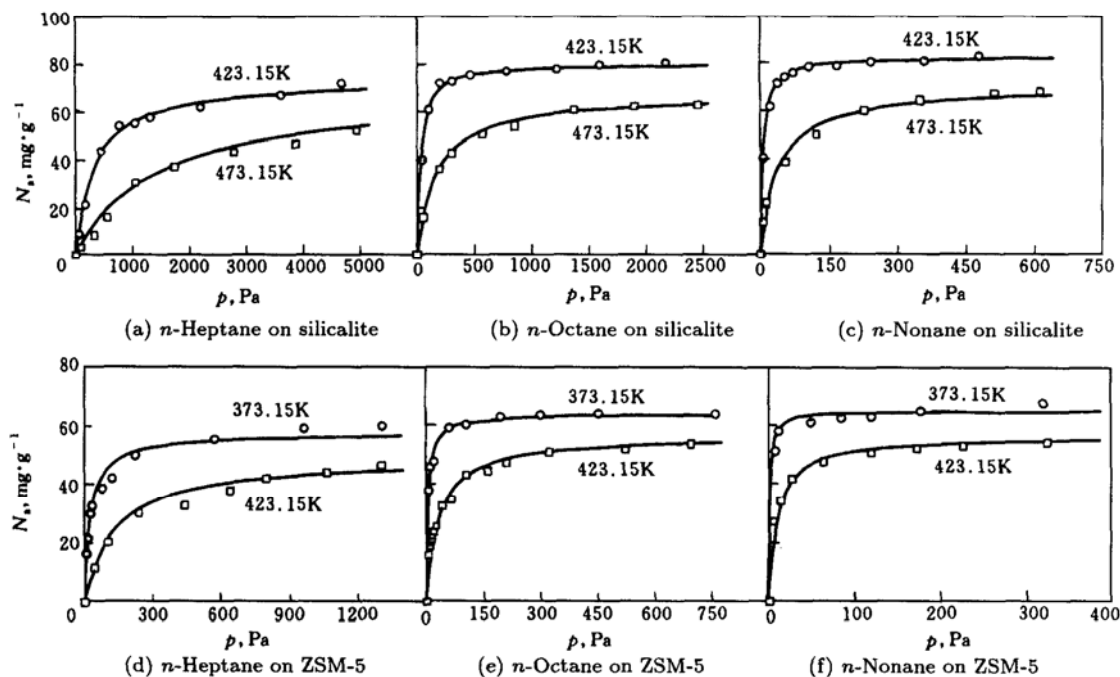 100
80
60
40
20
0
N_s, mg·g⁻¹
423.15K
473.15K
0 1000 2000 3000 4000 5000
p, Pa
(a) n-Heptane on silicalite
423.15K
473.15K
0 500 1000 1500 2000 2500
p, Pa
(b) n-Octane on silicalite
423.15K
473.15K
0 150 300 450 600 750
p, Pa
(c) n-Nonane on silicalite
80
60
40
20
0
N_s, mg·g⁻¹
373.15K
423.15K
0 300 600 900 1200
p, Pa
(d) n-Heptane on ZSM-5
373.15K
423.15K
0 150 300 450 600 750
p, Pa
(e) n-Octane on ZSM-5
373.15K
423.15K
0 100 200 300 400
p, Pa
(f) n-Nonane on ZSM-5